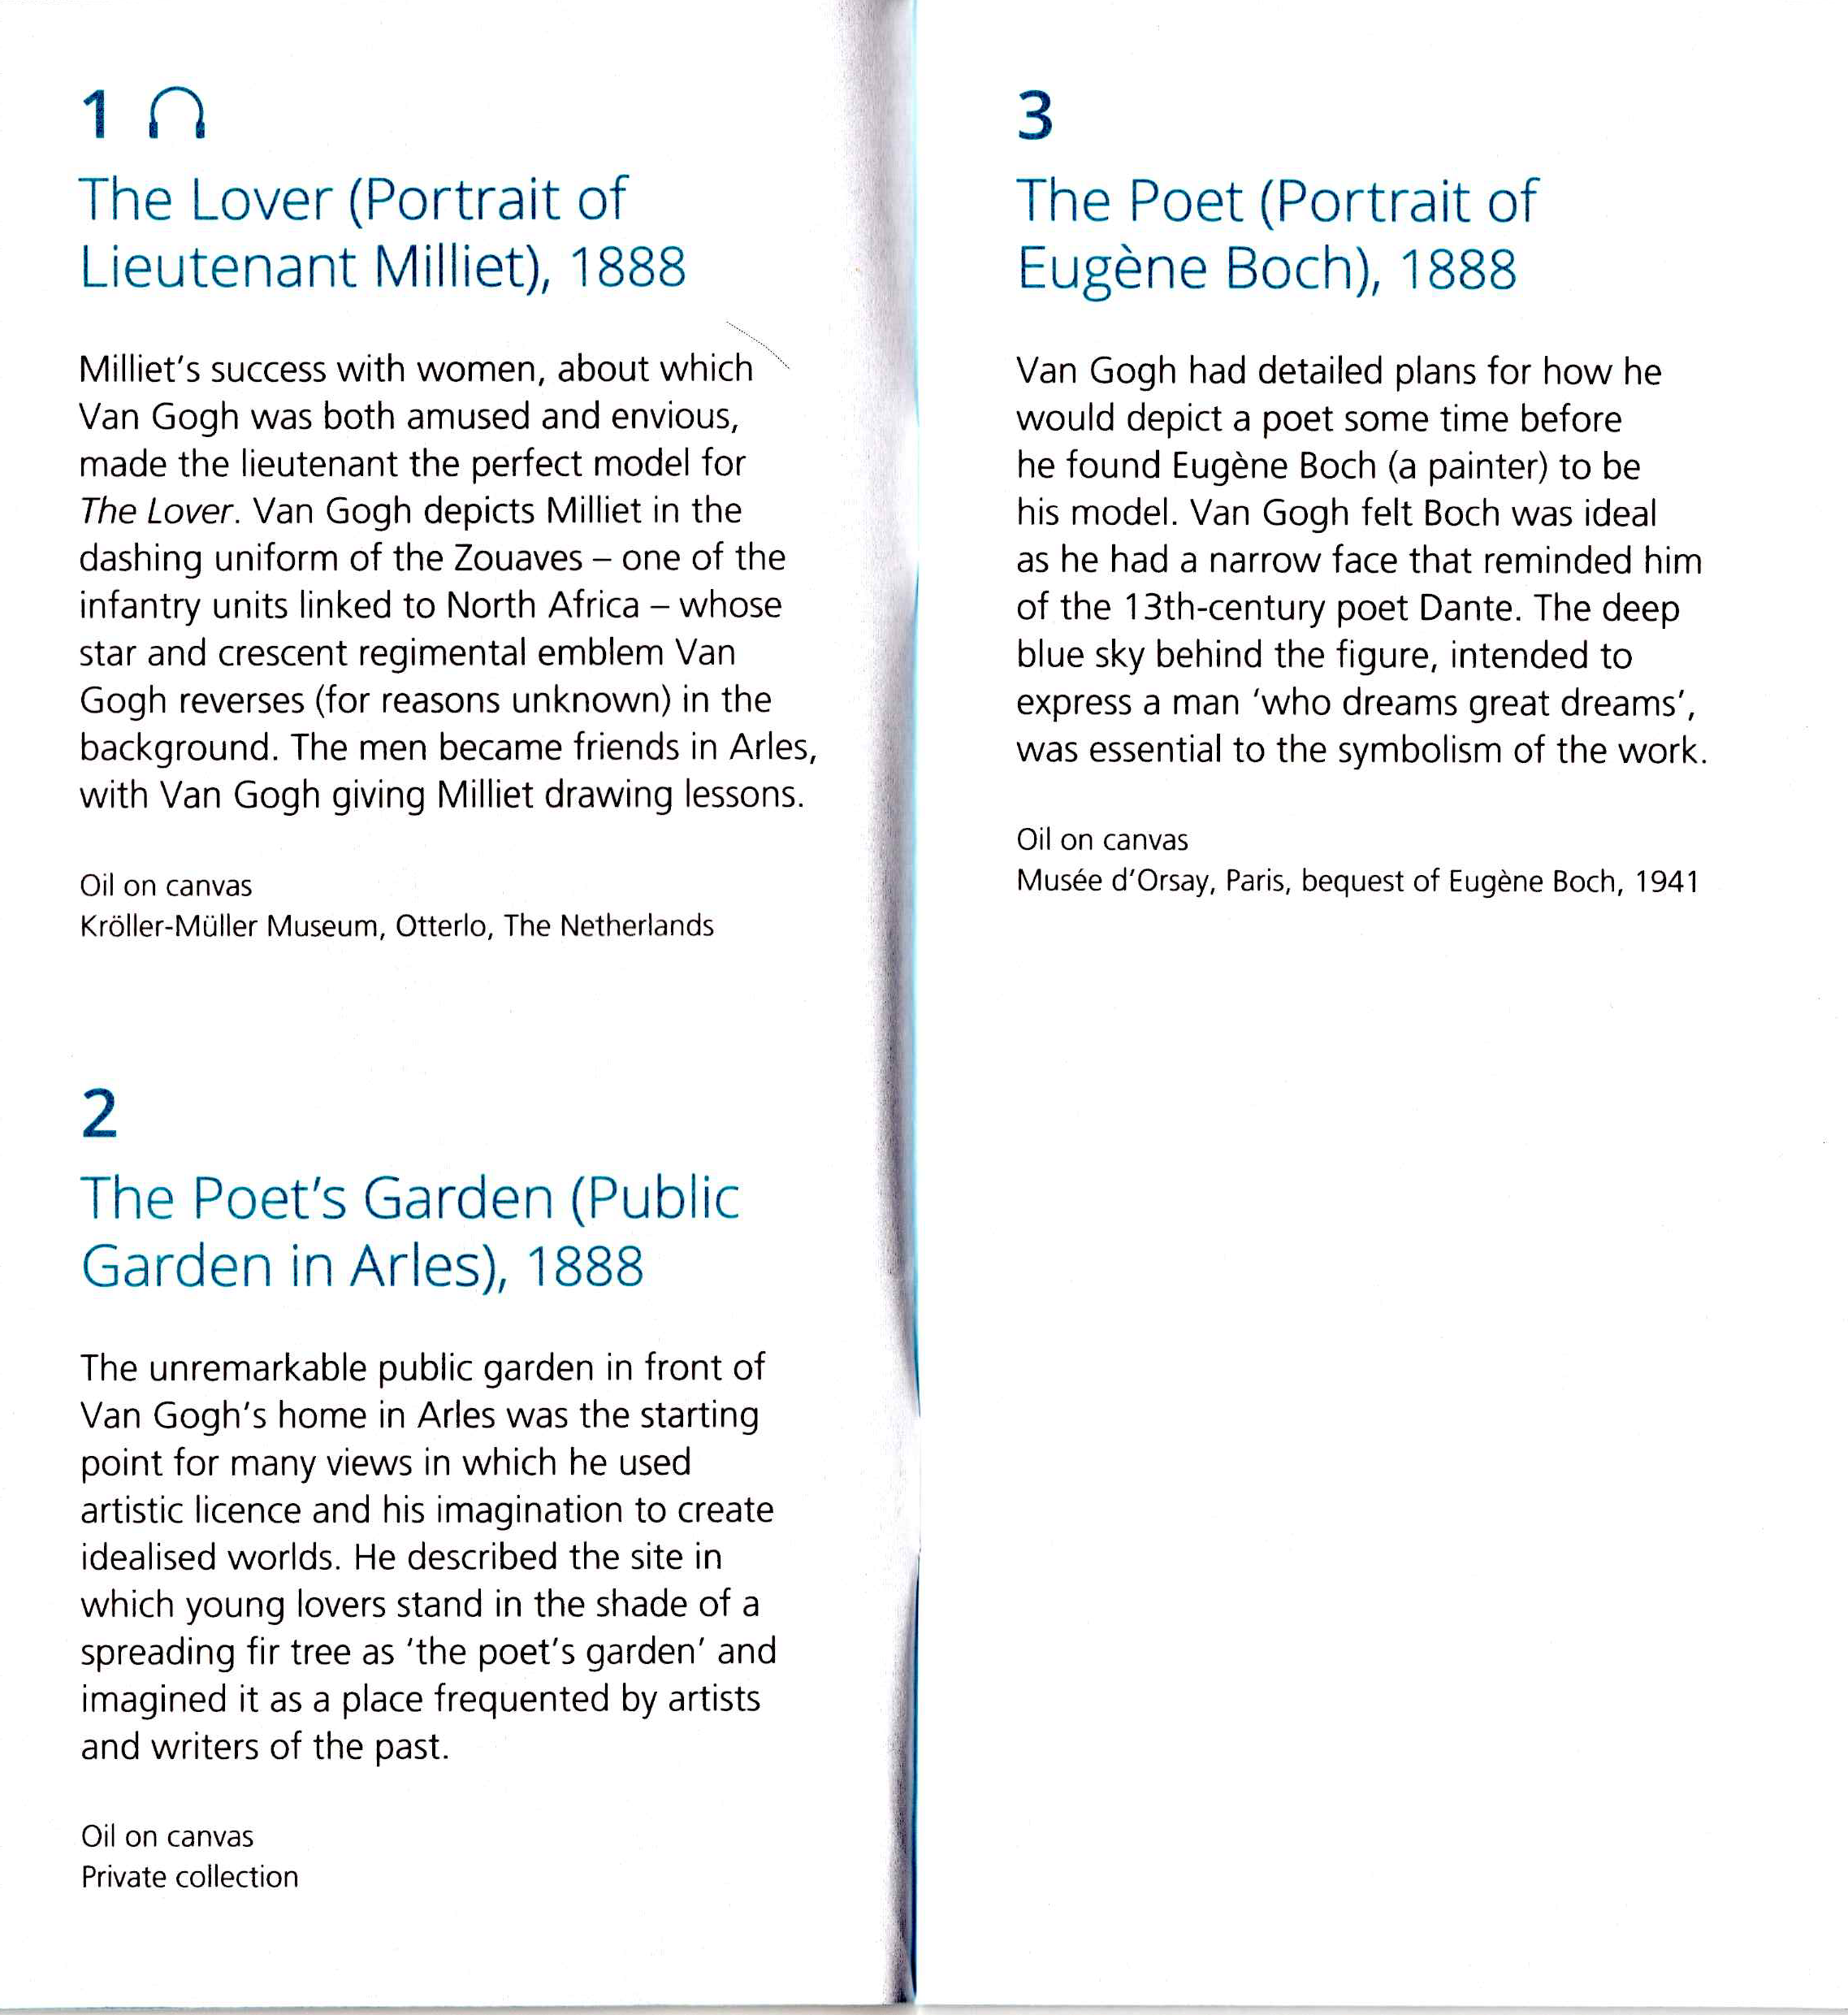 1
The Lover (Portrait of
Lieutenant Milliet), 1888
Milliet’s success with women, about which
Van Gogh was both amused and envious,
made the lieutenant the perfect model for
The Lover. Van Gogh depicts Milliet in the
dashing uniform of the Zouaves – one of the
infantry units linked to North Africa – whose
star and crescent regimental emblem Van
Gogh reverses (for reasons unknown) in the
background. The men became friends in Arles,
with Van Gogh giving Milliet drawing lessons.
Oil on canvas
Kröller-Müller Museum, Otterlo, The Netherlands
2
The Poet’s Garden (Public
Garden in Arles), 1888
The unremarkable public garden in front of
Van Gogh’s home in Arles was the starting
point for many views in which he used
artistic licence and his imagination to create
idealised worlds. He described the site in
which young lovers stand in the shade of a
spreading fir tree as ‘the poet’s garden’ and
imagined it as a place frequented by artists
and writers of the past.
Oil on canvas
Private collection
3
The Poet (Portrait of
Eugène Boch), 1888
Van Gogh had detailed plans for how he
would depict a poet some time before
he found Eugène Boch (a painter) to be
his model. Van Gogh felt Boch was ideal
as he had a narrow face that reminded him
of the 13th-century poet Dante. The deep
blue sky behind the figure, intended to
express a man ‘who dreams great dreams’,
was essential to the symbolism of the work.
Oil on canvas
Musée d’Orsay, Paris, bequest of Eugène Boch, 1941